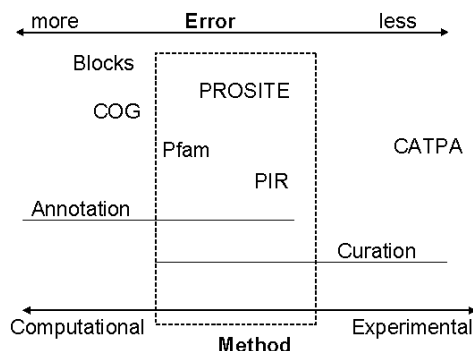 more Error less
Blocks
PROSITE
COG
Pfam
CATPA
PIR
Annotation
Curation
Computational Experimental
Method